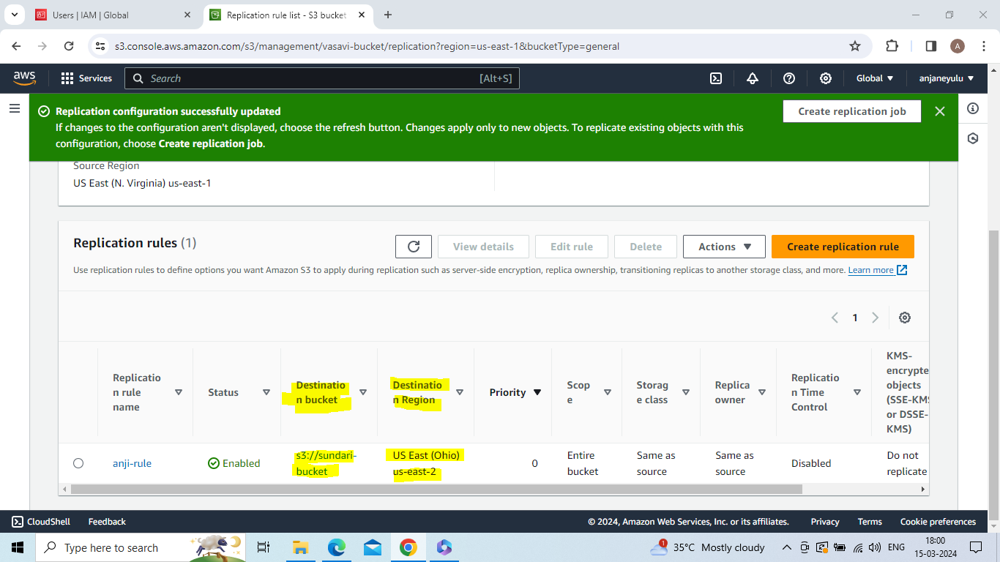 Users | IAM | Global
Replication rule list - S3 bucket
s3.console.aws.amazon.com/s3/management/vasavi-bucket/replication?region=us-east-1&bucketType=general
A
aws
Services
Search
[Alt+S]
Global
anjaneyulu
Replication configuration successfully updated
If changes to the configuration aren't displayed, choose the refresh button. Changes apply only to new objects. To replicate existing objects with this
configuration, choose Create replication job.
Create replication job
Source Region
US East (N. Virginia) us-east-1
Replication rules (1)
View details
Edit rule
Delete
Actions
Create replication rule
Use replication rules to define options you want Amazon S3 to apply during replication such as server-side encryption, replica ownership, transitioning replicas to another storage class, and more. Learn more
1
Replicatio
n rule
name
Status
Destinatio
n bucket
Destinatio
n Region
Priority
Scop
e
Storag
e class
Replica
owner
Replicatio
n Time
Control
KMS-
encrypte
objects
(SSE-KMS
or DSSE-
KMS)
anji-rule
Enabled
s3://sundari-
bucket
US East (Ohio)
us-east-2
0
Entire
bucket
Same as
source
Same as
source
Disabled
Do not
replicate
CloudShell
Feedback
© 2024, Amazon Web Services, Inc. or its affiliates.
Privacy
Terms
Cookie preferences
Type here to search
1
35°C Mostly cloudy
ENG
18:00
15-03-2024